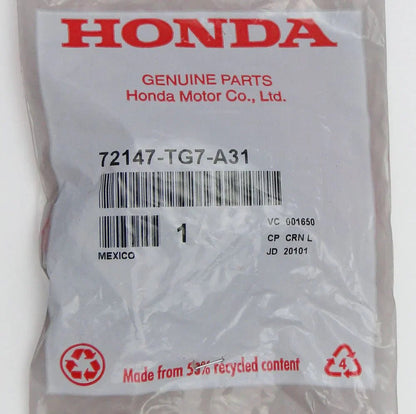 HONDA
GENUINE PARTS
Honda Motor Co., Ltd.
72147-TG7-A31
VC 001650
1
CP CRN L
MEXICO
JD 20101
Made from 53% recycled content
4